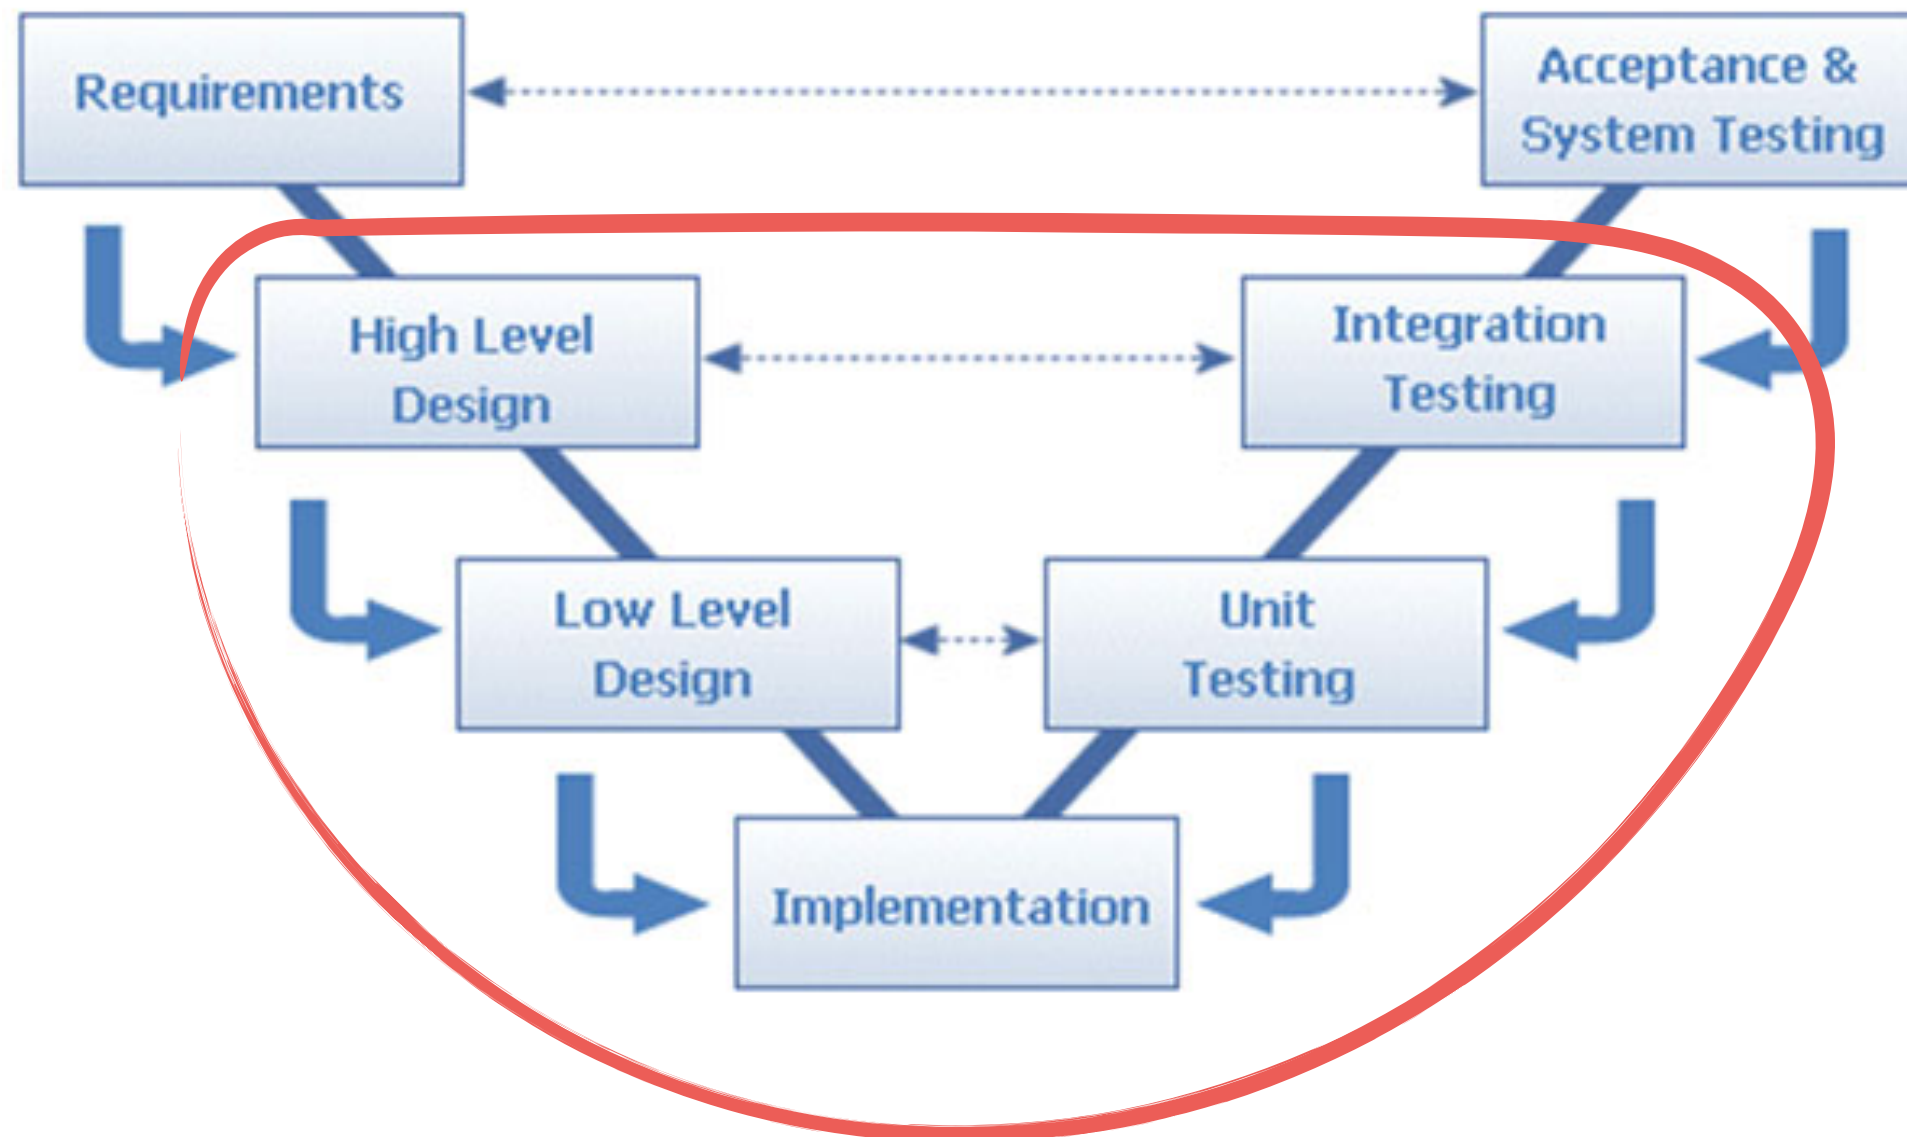 Requirements
Acceptance &
System Testing
High Level
Design
Integration
Testing
Low Level
Design
Unit
Testing
Implementation